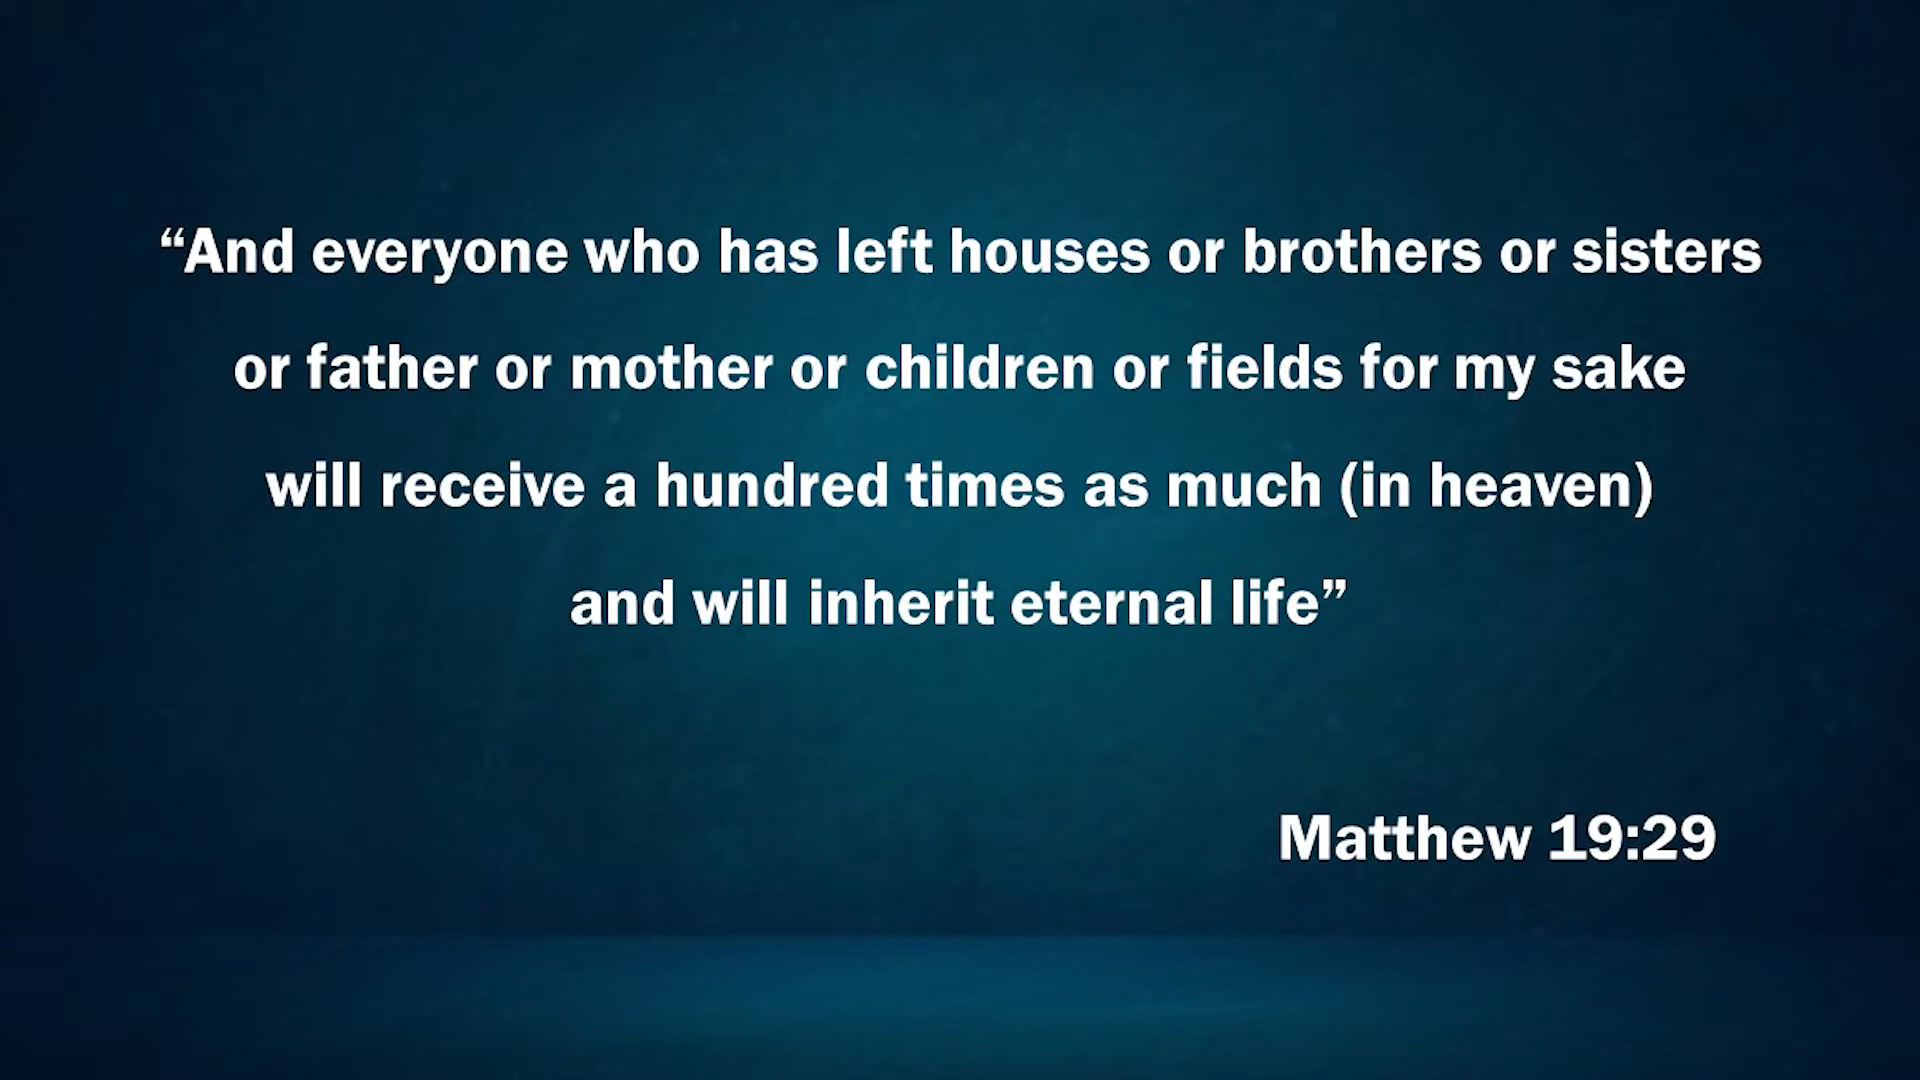 “And everyone who has left houses or brothers or sisters
or father or mother or children or fields for my sake
will receive a hundred times as much (in heaven)
and will inherit eternal life”
Matthew 19:29